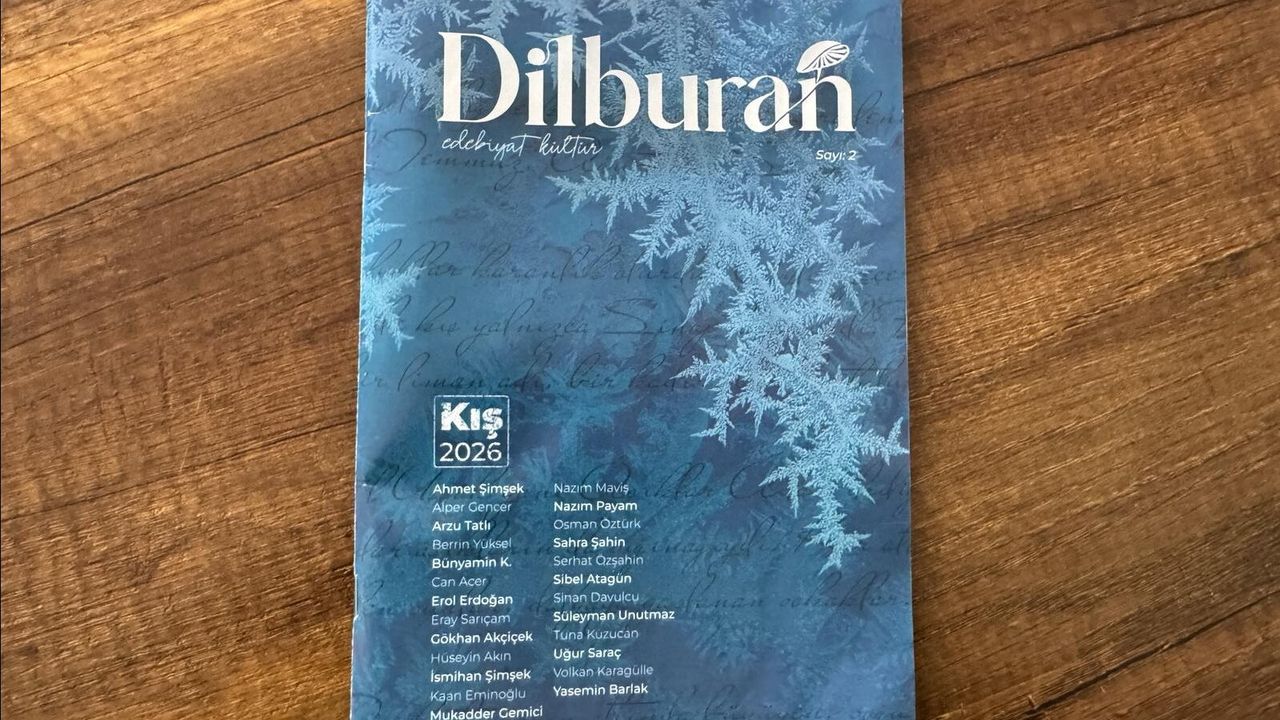 Dilburan
edebiyat kültür
Sayı: 2
Kış
2026
Ahmet Şimşek
Alper Gencer
Arzu Tatlı
Berrin Yüksel
Bünyamin K.
Can Acer
Erol Erdoğan
Eray Sarıçam
Gökhan Akçiçek
Hüseyin Akın
İsmihan Şimşek
Kaan Eminoğlu
Mukadder Gemici
Nazım Maviş
Nazım Payam
Osman Öztürk
Sahra Şahin
Serhat Özşahin
Sibel Atagün
Sinan Davulcu
Süleyman Unutmaz
Tuna Kuzucan
Uğur Saraç
Volkan Karagülle
Yasemin Barlak